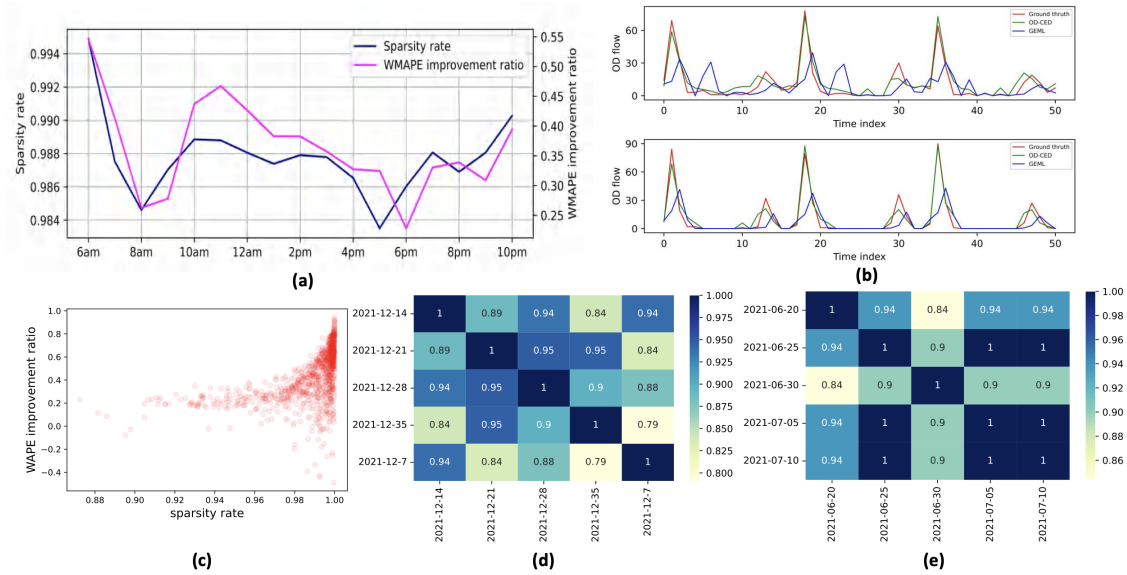 Sparsity rate
0.994
0.992
0.990
0.988
0.986
0.984
Sparsity rate
WMAPE improvement ratio
0.55
0.50
0.45
0.40
0.35
0.30
0.25
WMAPE improvement ratio
6am 8am 10am 12am 2pm 4pm 6pm 8pm 10pm
(a)
OD flow
60
30
0
Ground thruth
OD-CED
GEML
0 10 20 30 40 50
Time index
OD flow
90
60
30
0
Ground thruth
OD-CED
GEML
0 10 20 30 40 50
Time index
(b)
WAPE improvement ratio
1.0
0.8
0.6
0.4
0.2
0.0
−0.2
−0.4
0.88 0.90 0.92 0.94 0.96 0.98 1.00
sparsity rate
(c)
2021-12-14 1 0.89 0.94 0.84 0.94
2021-12-21 0.89 1 0.95 0.95 0.84
2021-12-28 0.94 0.95 1 0.9 0.88
2021-12-35 0.84 0.95 0.9 1 0.79
2021-12-7 0.94 0.84 0.88 0.79 1
2021-12-14 2021-12-21 2021-12-28 2021-12-35 2021-12-7
1.000
0.975
0.950
0.925
0.900
0.875
0.850
0.825
0.800
(d)
2021-06-20 1 0.94 0.84 0.94 0.94
2021-06-25 0.94 1 0.9 1 1
2021-06-30 0.84 0.9 1 0.9 0.9
2021-07-05 0.94 1 0.9 1 1
2021-07-10 0.94 1 0.9 1 1
2021-06-20 2021-06-25 2021-06-30 2021-07-05 2021-07-10
1.00
0.98
0.96
0.94
0.92
0.90
0.88
0.86
(e)